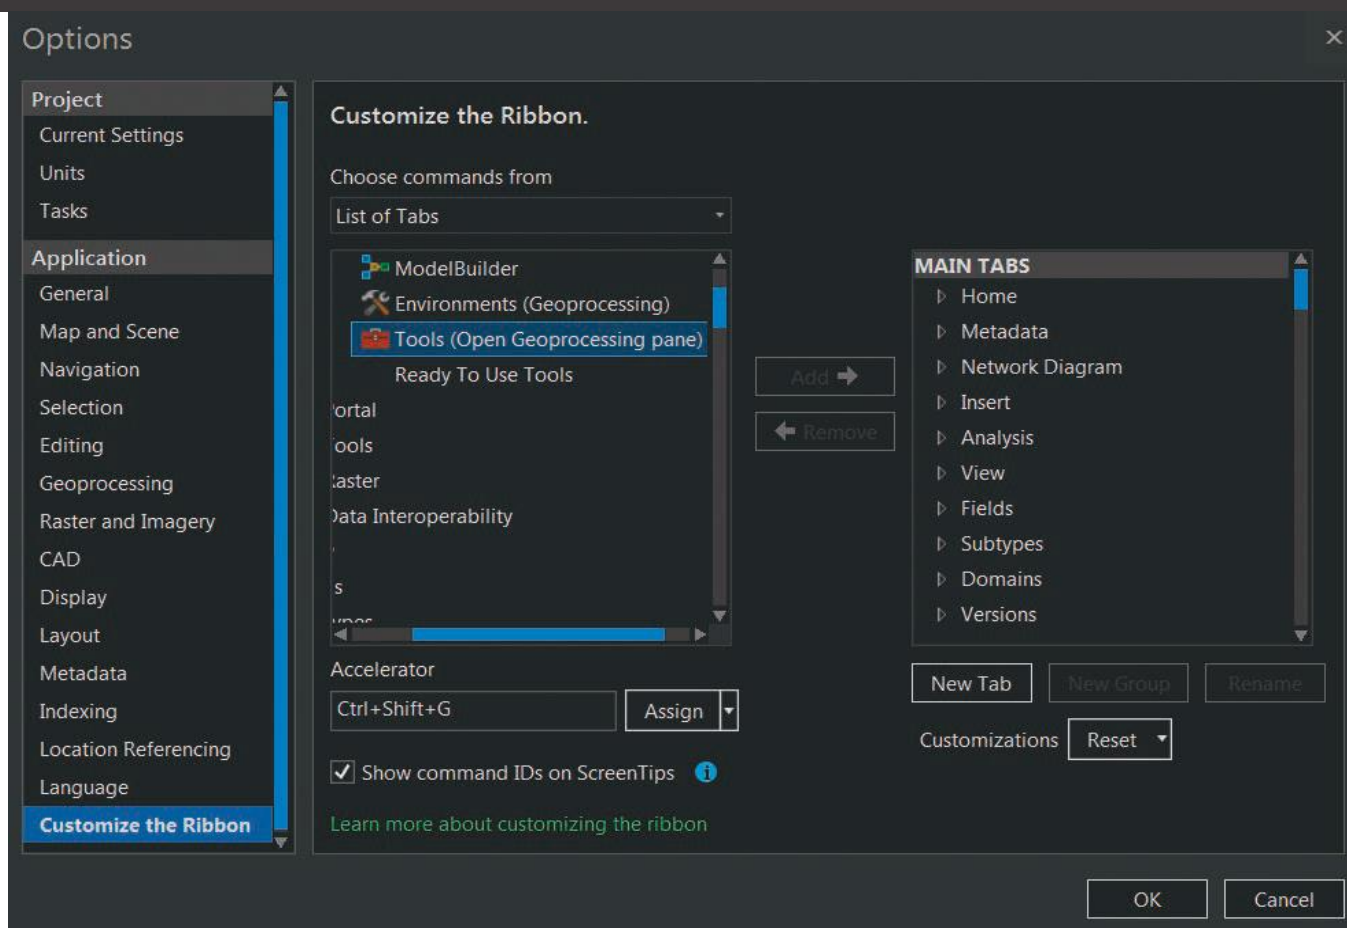 Options
Project
Current Settings
Units
Tasks
Application
General
Map and Scene
Navigation
Selection
Editing
Geoprocessing
Raster and Imagery
CAD
Display
Layout
Metadata
Indexing
Location Referencing
Language
Customize the Ribbon
Customize the Ribbon.
Choose commands from
List of Tabs
ModelBuilder
Environments (Geoprocessing)
Tools (Open Geoprocessing pane)
Ready To Use Tools
ortal
ools
aster
ata Interoperability
s
Accelerator
Ctrl+Shift+G
Assign
Show command IDs on ScreenTips
Learn more about customizing the ribbon
Add
Remove
MAIN TABS
Home
Metadata
Network Diagram
Insert
Analysis
View
Fields
Subtypes
Domains
Versions
New Tab
New Group
Rename
Customizations
Reset
OK
Cancel